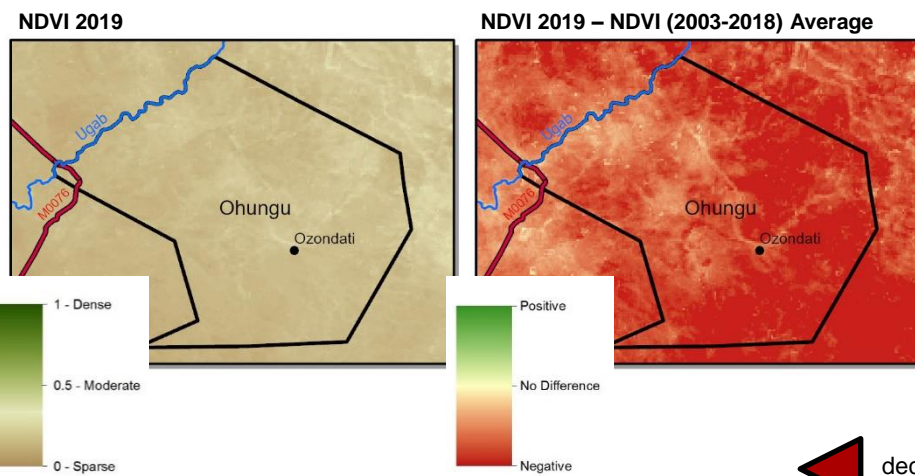 NDVI 2019
NDVI 2019 – NDVI (2003-2018) Average
Ugab
M0076
Ohungu
Ozondati
Ugab
M0076
Ohungu
Ozondati
1 - Dense
0.5 - Moderate
0 - Sparse
Positive
No Difference
Negative